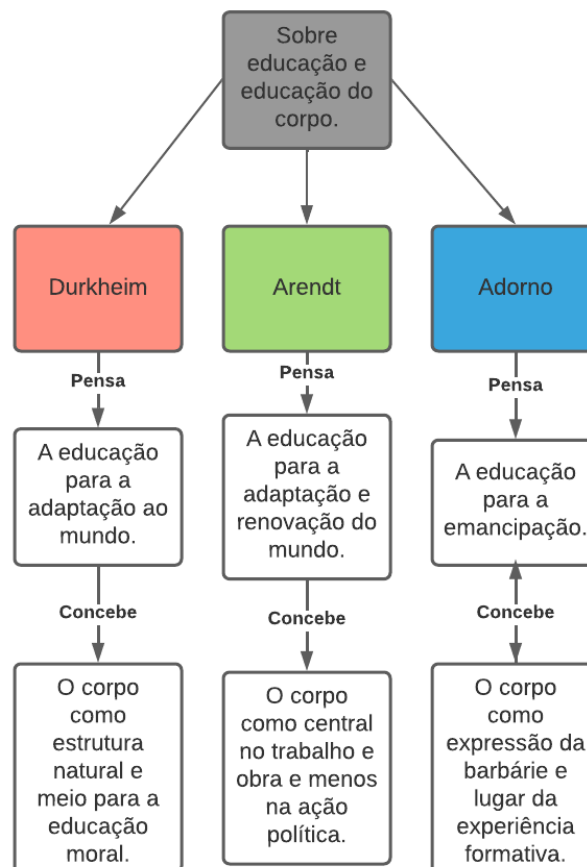 Sobre
educação e
educação do
corpo.
Durkheim
Arendt
Adorno
Pensa
Pensa
Pensa
A educação
para a
adaptação ao
mundo.
A educação
para a
adaptação e
renovação do
mundo.
A educação
para a
emancipação.
Concebe
Concebe
Concebe
O corpo
como
estrutura
natural e
meio para a
educação
moral.
O corpo
como central
no trabalho e
obra e menos
na ação
política.
O corpo
como
expressão da
barbárie e
lugar da
experiência
formativa.